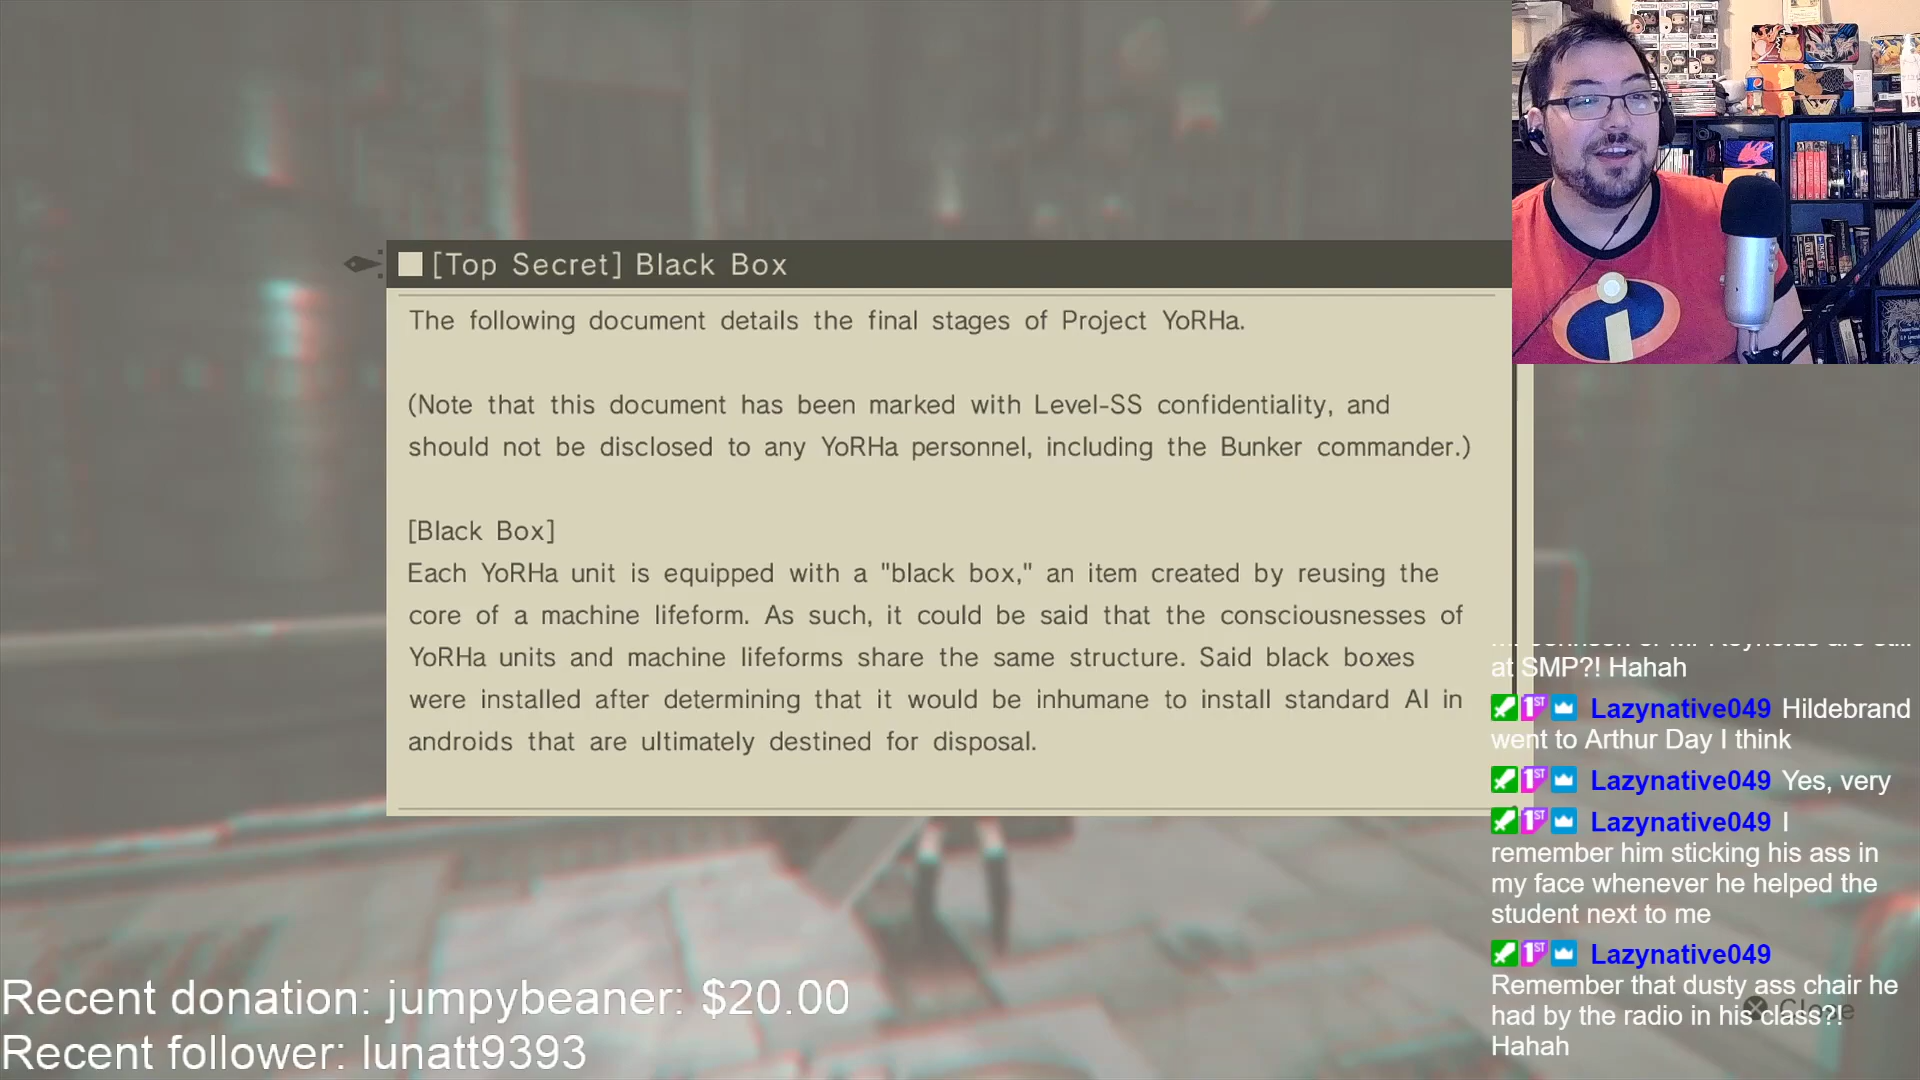 [Top Secret] Black Box
The following document details the final stages of Project YoRHa.
(Note that this document has been marked with Level-SS confidentiality, and
should not be disclosed to any YoRHa personnel, including the Bunker commander.)
[Black Box]
Each YoRHa unit is equipped with a "black box," an item created by reusing the
core of a machine lifeform. As such, it could be said that the consciousnesses of
YoRHa units and machine lifeforms share the same structure. Said black boxes
were installed after determining that it would be inhumane to install standard AI in
androids that are ultimately destined for disposal.
at SMP?! Hahah
1ST Lazynative049 Hildebrand
went to Arthur Day I think
1ST Lazynative049 Yes, very
1ST Lazynative049 I
remember him sticking his ass in
my face whenever he helped the
student next to me
1ST Lazynative049
Remember that dusty ass chair he
had by the radio in his class?!
Hahah
Close
Recent donation: jumpybeaner: $20.00
Recent follower: lunatt9393